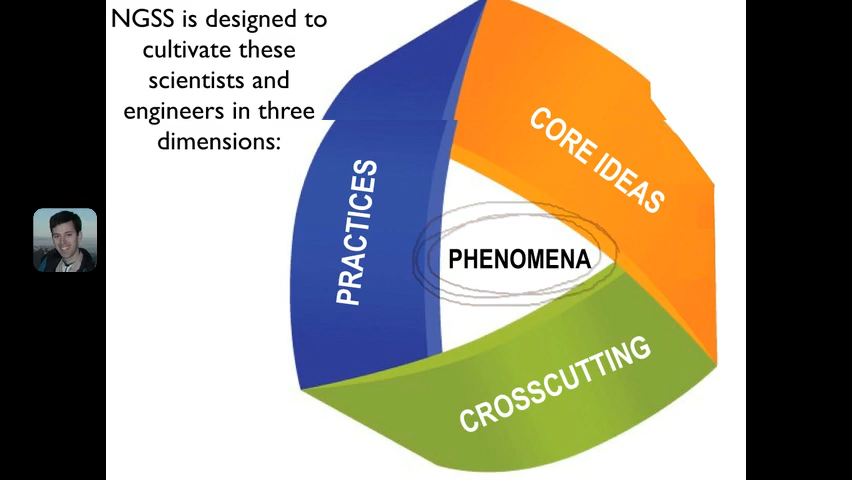 NGSS is designed to
cultivate these
scientists and
engineers in three
dimensions:
CORE IDEAS
PRACTICES
PHENOMENA
CROSSCUTTING